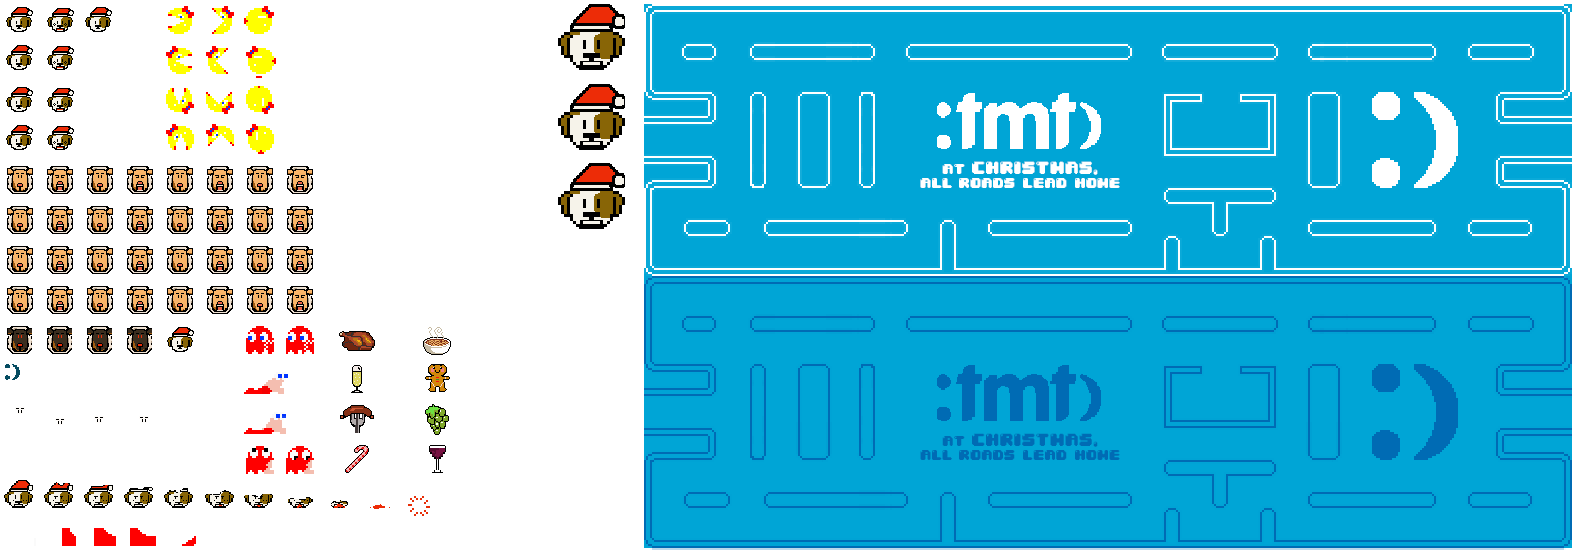 :tmt)
AT CHRISTMAS,
ALL ROADS LEAD HOME
:)
:tmt)
AT CHRISTMAS,
ALL ROADS LEAD HOME
:)
:)